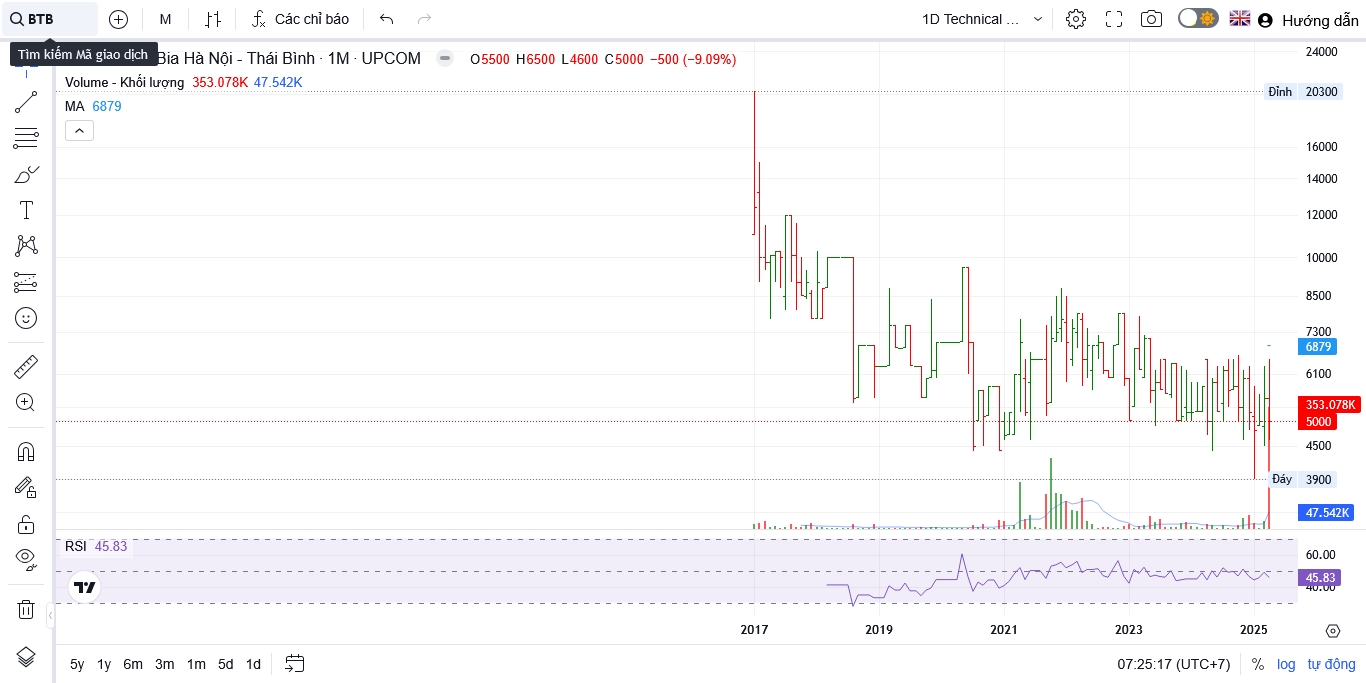 BTB M Các chỉ báo 1D Technical ... Hướng dẫn
Tìm kiếm Mã giao dịch
Bia Hà Nội - Thái Bình · 1M · UPCOM O5500 H6500 L4600 C5000 −500 (−9.09%)
Volume - Khối lượng 353.078K 47.542K
MA 6879
24000
Đỉnh 20300
16000
14000
12000
10000
8500
7300
6879
6100
353.078K
5000
4500
Đáy 3900
47.542K
RSI 45.83
60.00
45.83
40.00
2017 2019 2021 2023 2025
5y 1y 6m 3m 1m 5d 1d 07:25:17 (UTC+7) % log tự động